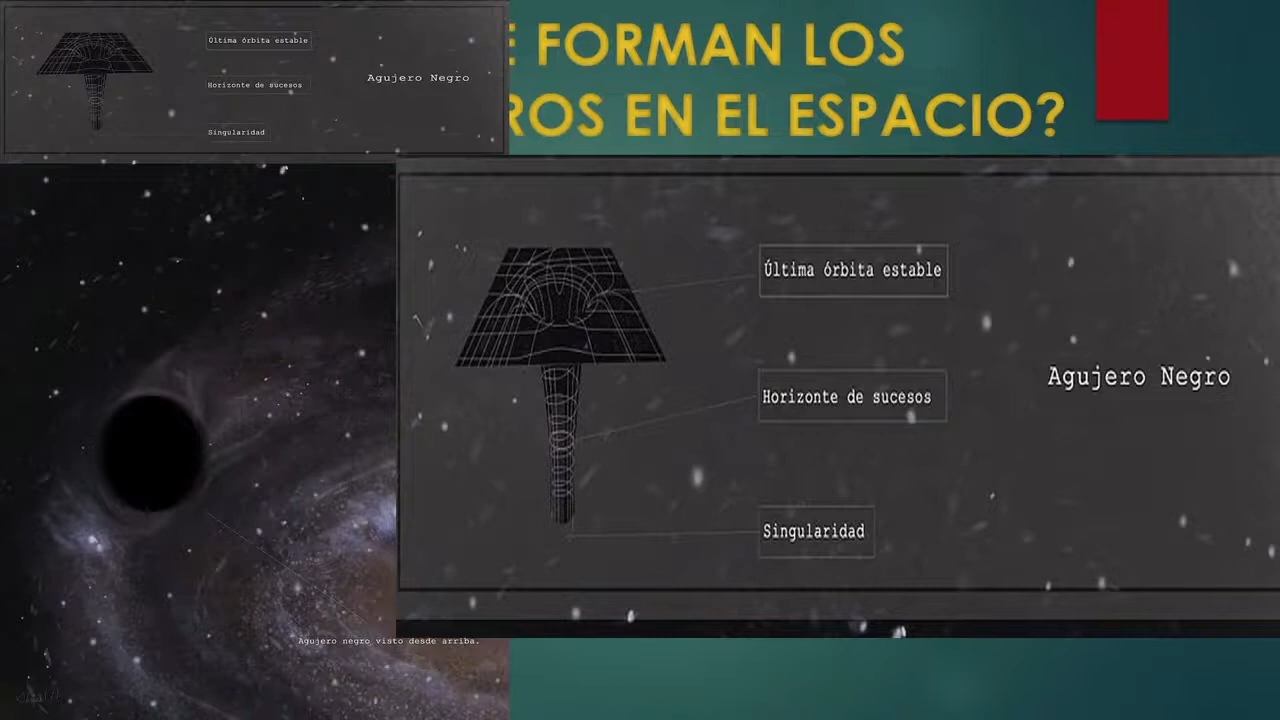 FORMAN LOS
ROS EN EL ESPACIO?
Última órbita estable
Horizonte de sucesos
Agujero Negro
Singularidad
Última órbita estable
Horizonte de sucesos
Agujero Negro
Singularidad
Agujero negro visto desde arriba.